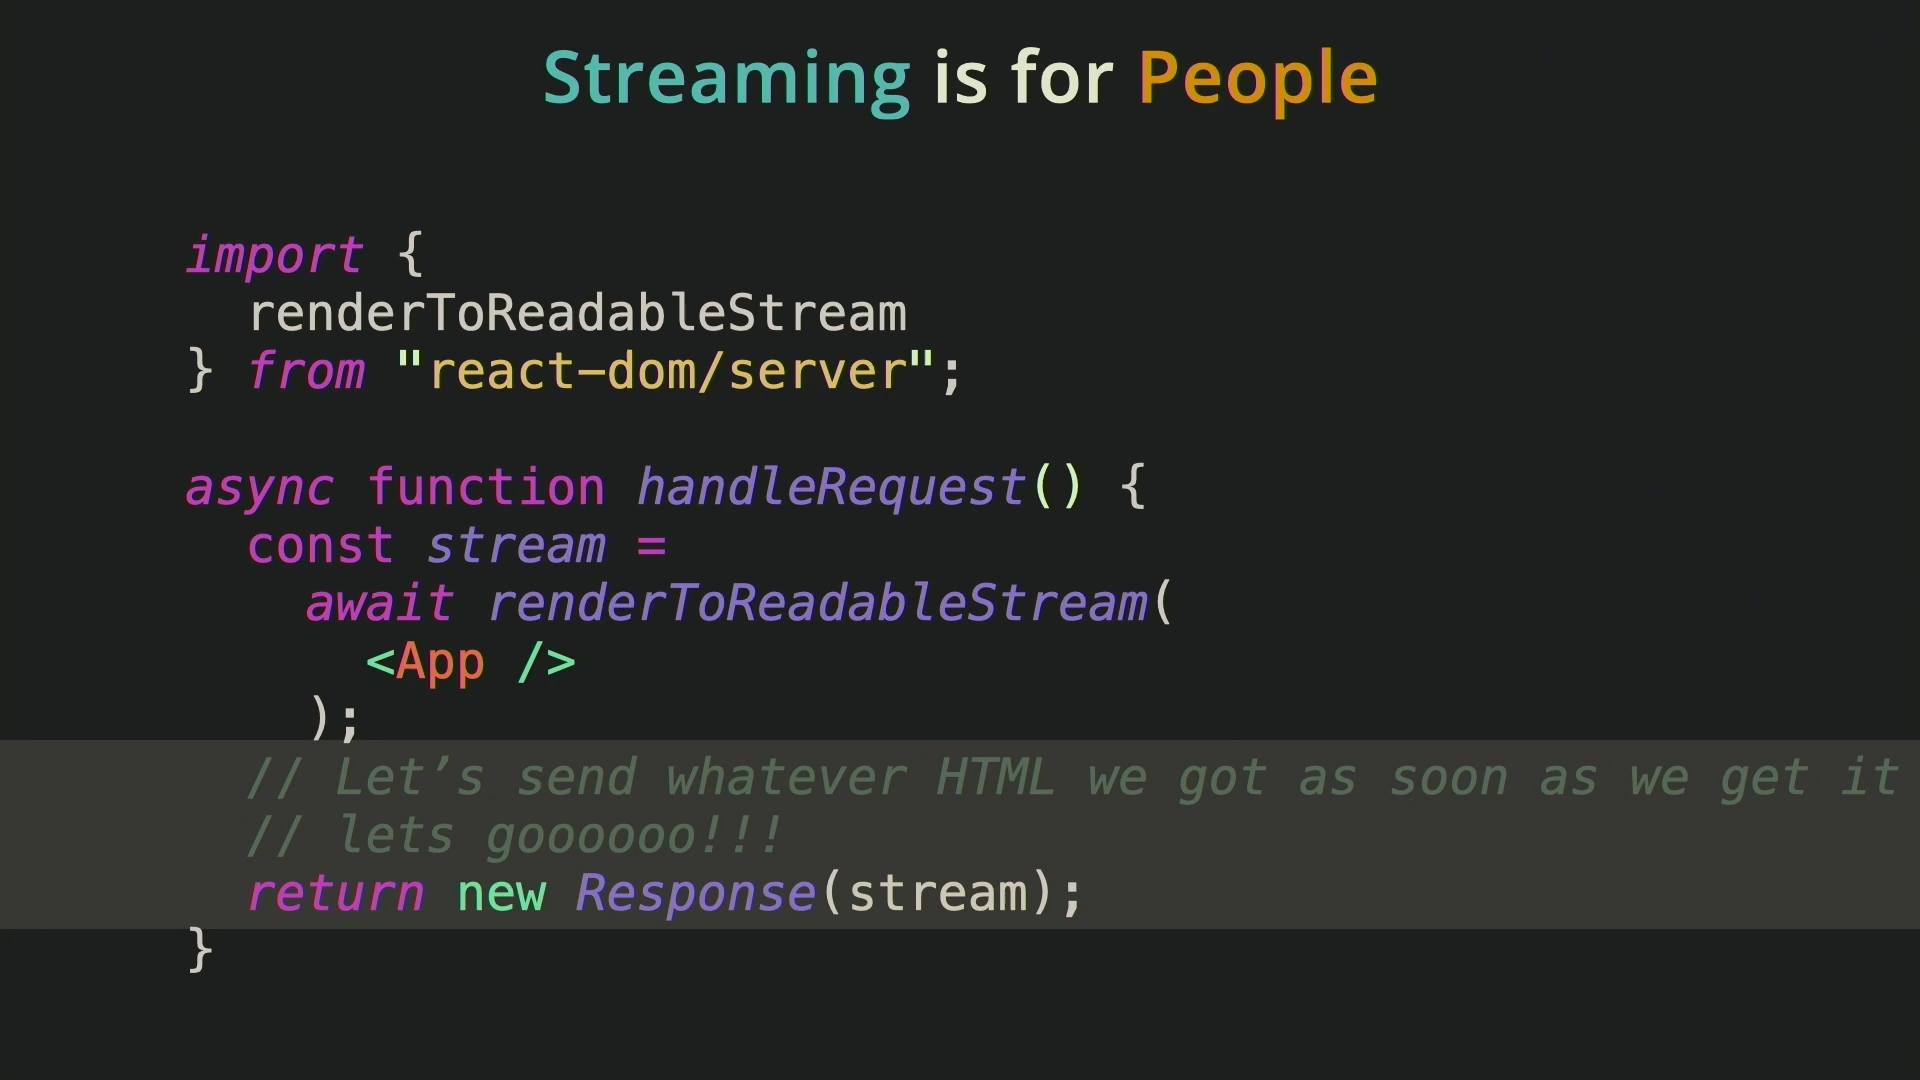 Streaming is for People
import {
  renderToReadableStream
} from "react-dom/server";
async function handleRequest() {
  const stream =
    await renderToReadableStream(
      <App />
    );
  // Let’s send whatever HTML we got as soon as we get it
  // lets goooooo!!!
  return new Response(stream);
}